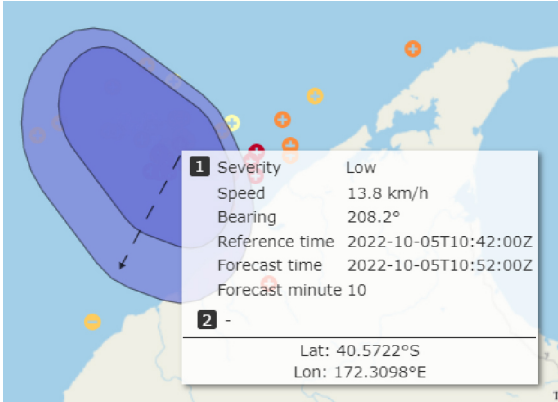 1 Severity Low
Speed 13.8 km/h
Bearing 208.2°
Reference time 2022-10-05T10:42:00Z
Forecast time 2022-10-05T10:52:00Z
Forecast minute 10
2 -
Lat: 40.5722°S
Lon: 172.3098°E